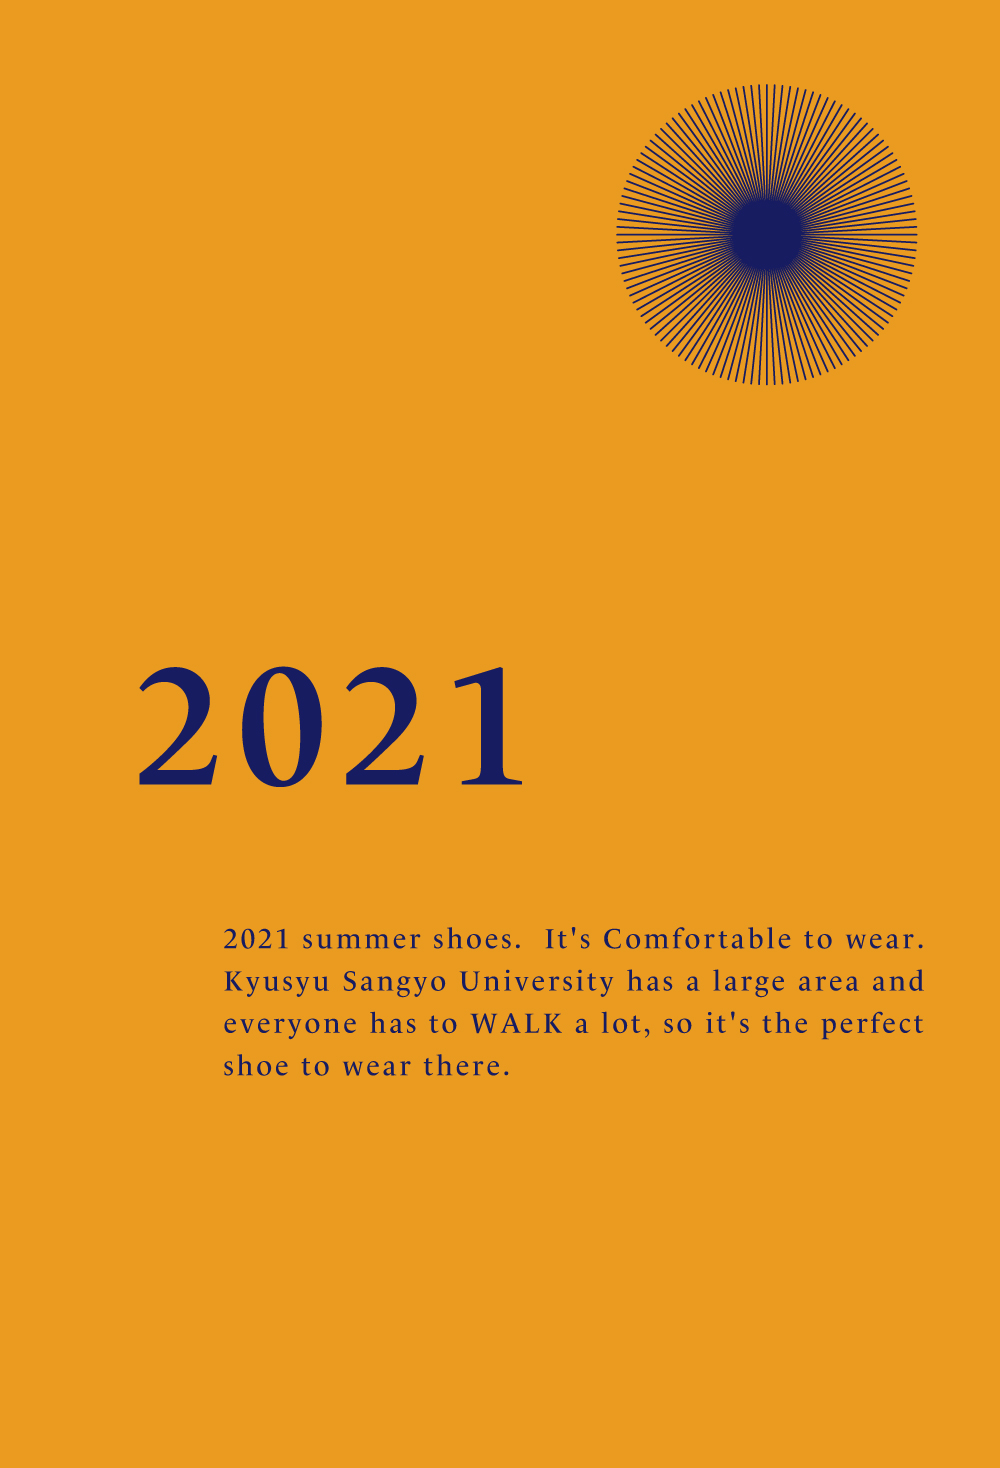 2021
2021 summer shoes.  It's Comfortable to wear.
Kyusyu Sangyo University has a large area and
everyone has to WALK a lot, so it's the perfect
shoe to wear there.